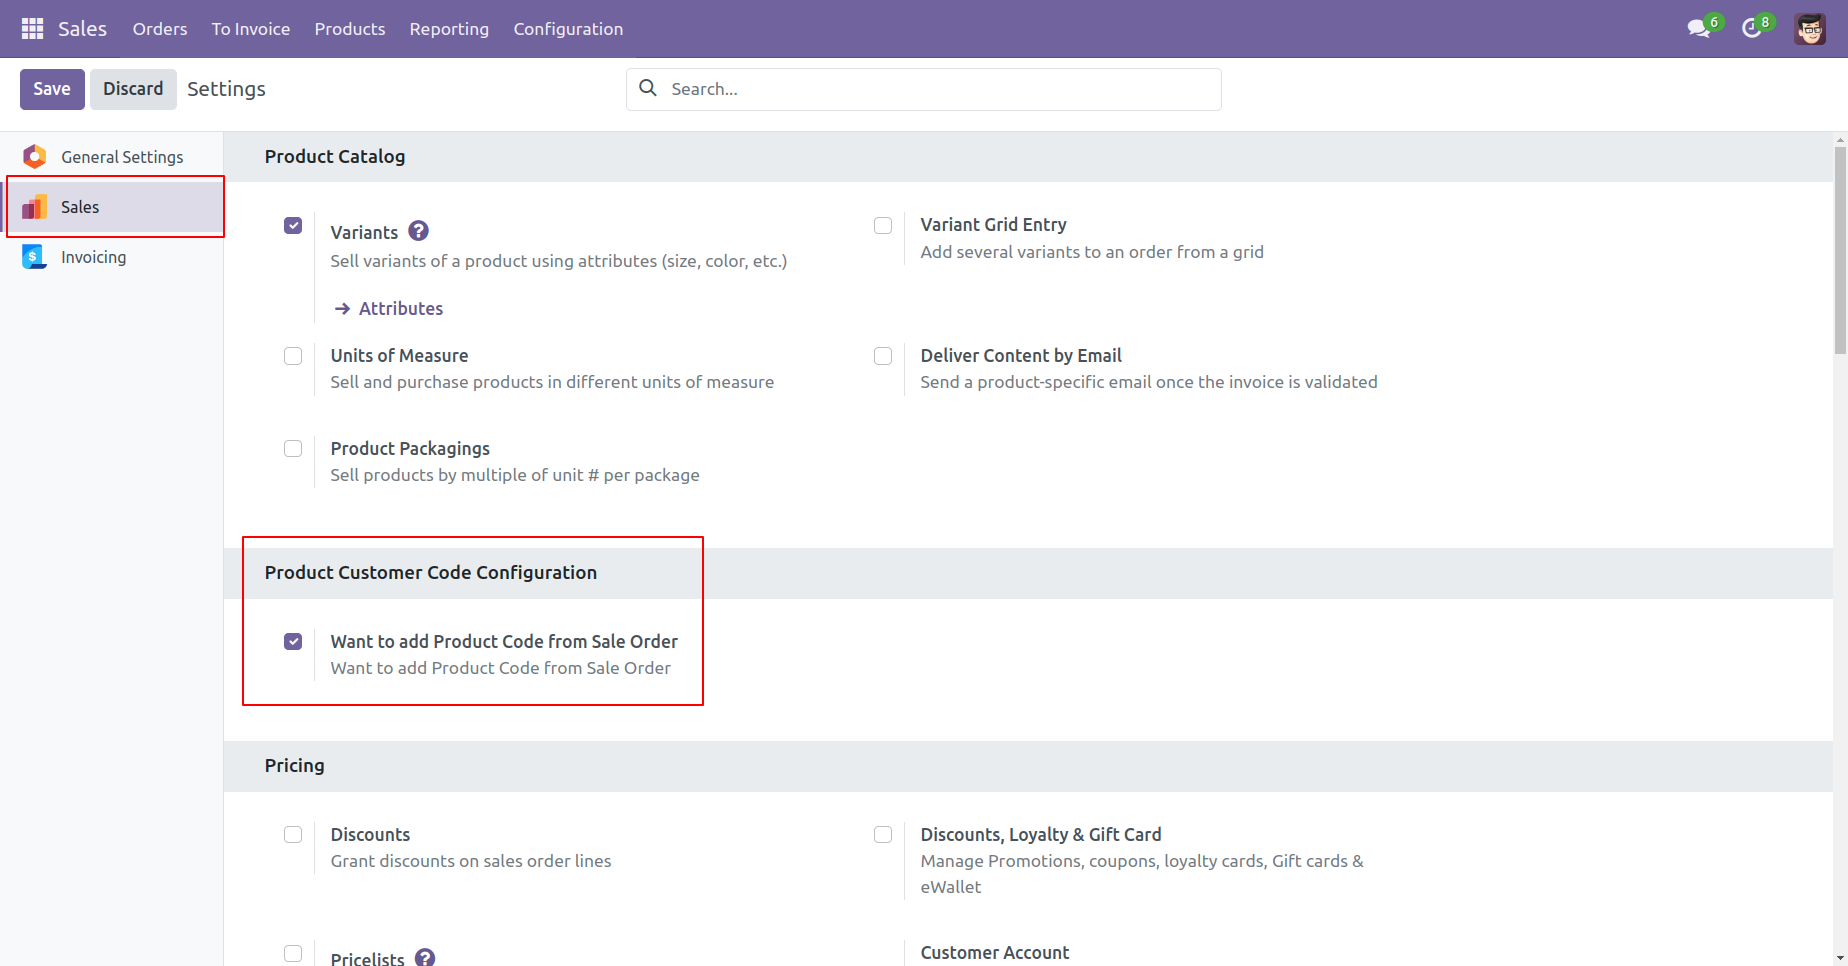 Sales Orders To Invoice Products Reporting Configuration 6 8
Save Discard Settings Search...
General Settings
Sales
Invoicing
Product Catalog
Variants ?
Sell variants of a product using attributes (size, color, etc.)
→ Attributes
Variant Grid Entry
Add several variants to an order from a grid
Units of Measure
Sell and purchase products in different units of measure
Deliver Content by Email
Send a product-specific email once the invoice is validated
Product Packagings
Sell products by multiple of unit # per package
Product Customer Code Configuration
Want to add Product Code from Sale Order
Want to add Product Code from Sale Order
Pricing
Discounts
Grant discounts on sales order lines
Discounts, Loyalty & Gift Card
Manage Promotions, coupons, loyalty cards, Gift cards &
eWallet
Pricelists ?
Customer Account